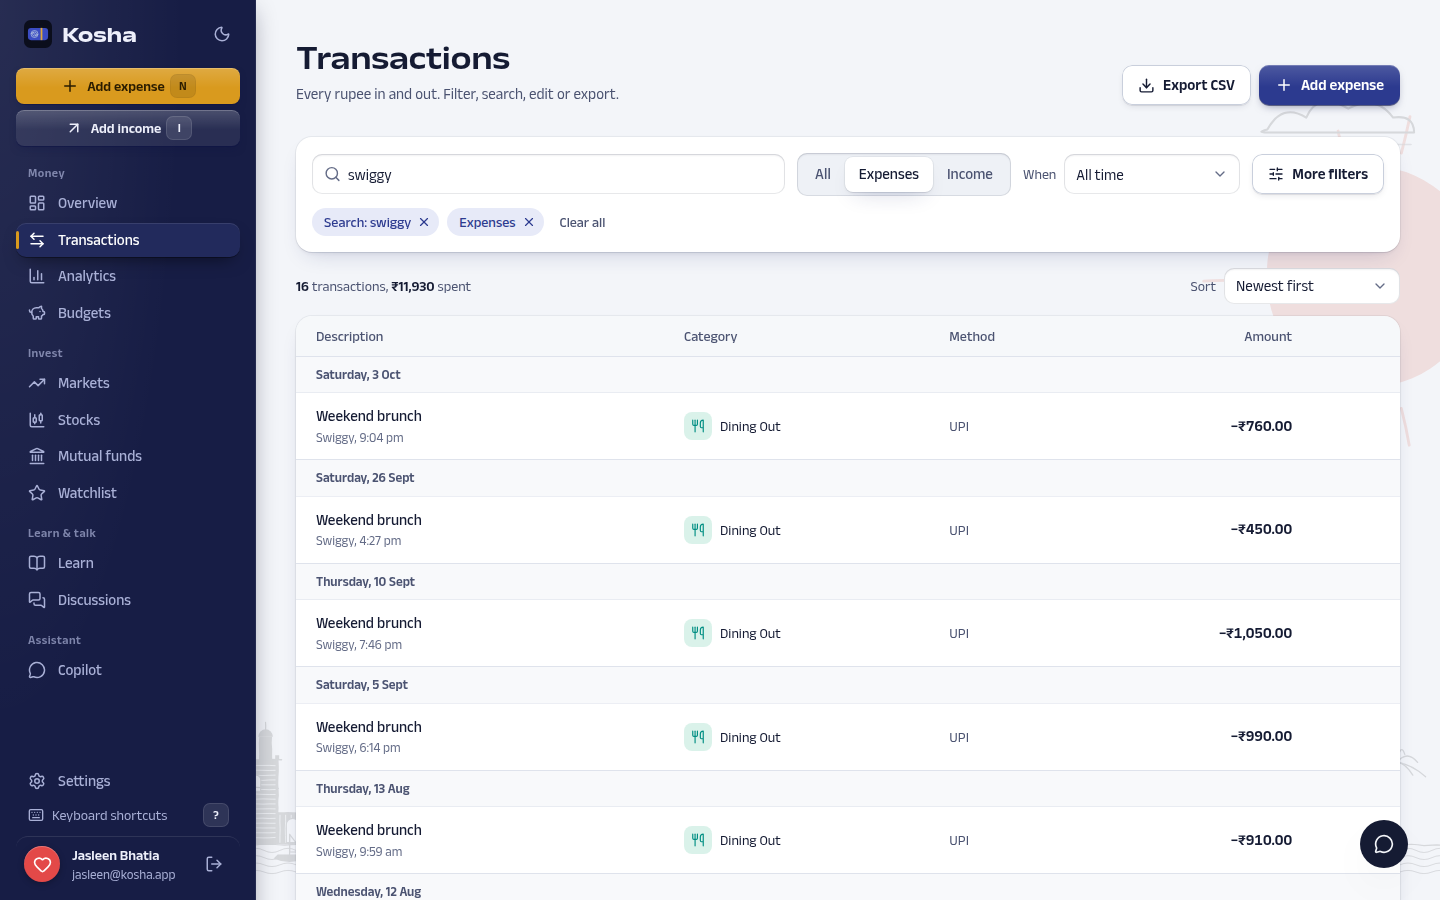 Kosha
Add expense N
Add income I
Money
Overview
Transactions
Analytics
Budgets
Invest
Markets
Stocks
Mutual funds
Watchlist
Learn & talk
Learn
Discussions
Assistant
Copilot
Settings
Keyboard shortcuts ?
Jasleen Bhatia
jasleen@kosha.app
Transactions
Every rupee in and out. Filter, search, edit or export.
Export CSV
Add expense
swiggy
All Expenses Income
When All time
More filters
Search: swiggy
Expenses
Clear all
16 transactions, ₹11,930 spent
Sort Newest first
Description Category Method Amount
Saturday, 3 Oct
Weekend brunch
Swiggy, 9:04 pm
Dining Out UPI −₹760.00
Saturday, 26 Sept
Weekend brunch
Swiggy, 4:27 pm
Dining Out UPI −₹450.00
Thursday, 10 Sept
Weekend brunch
Swiggy, 7:46 pm
Dining Out UPI −₹1,050.00
Saturday, 5 Sept
Weekend brunch
Swiggy, 6:14 pm
Dining Out UPI −₹990.00
Thursday, 13 Aug
Weekend brunch
Swiggy, 9:59 am
Dining Out UPI −₹910.00
Wednesday, 12 Aug